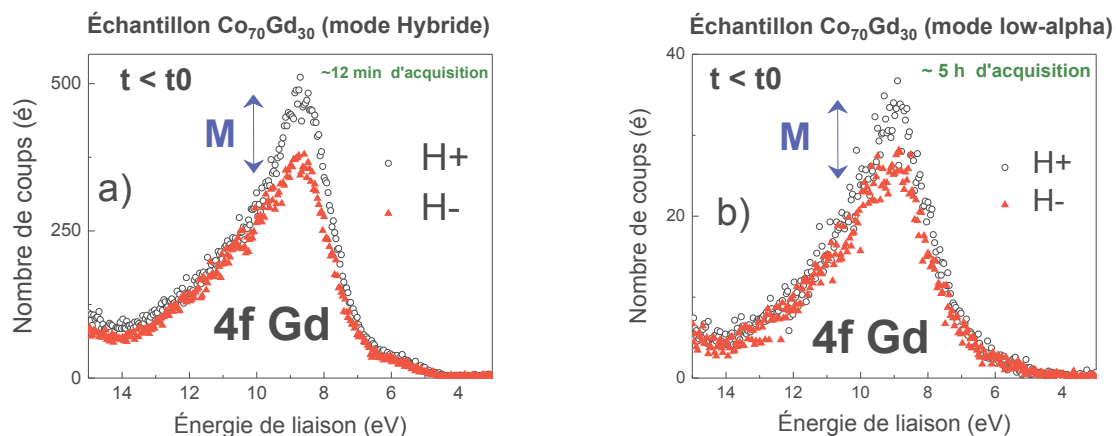 Échantillon Co70Gd30 (mode Hybride)
t < t0
~12 min d'acquisition
M
H+
H-
a)
4f Gd
Nombre de coups (é)
500
250
0
14
12
10
8
6
4
Énergie de liaison (eV)
Échantillon Co70Gd30 (mode low-alpha)
t < t0
~ 5 h d'acquisition
M
H+
H-
b)
4f Gd
Nombre de coups (é)
40
20
0
14
12
10
8
6
4
Énergie de liaison (eV)